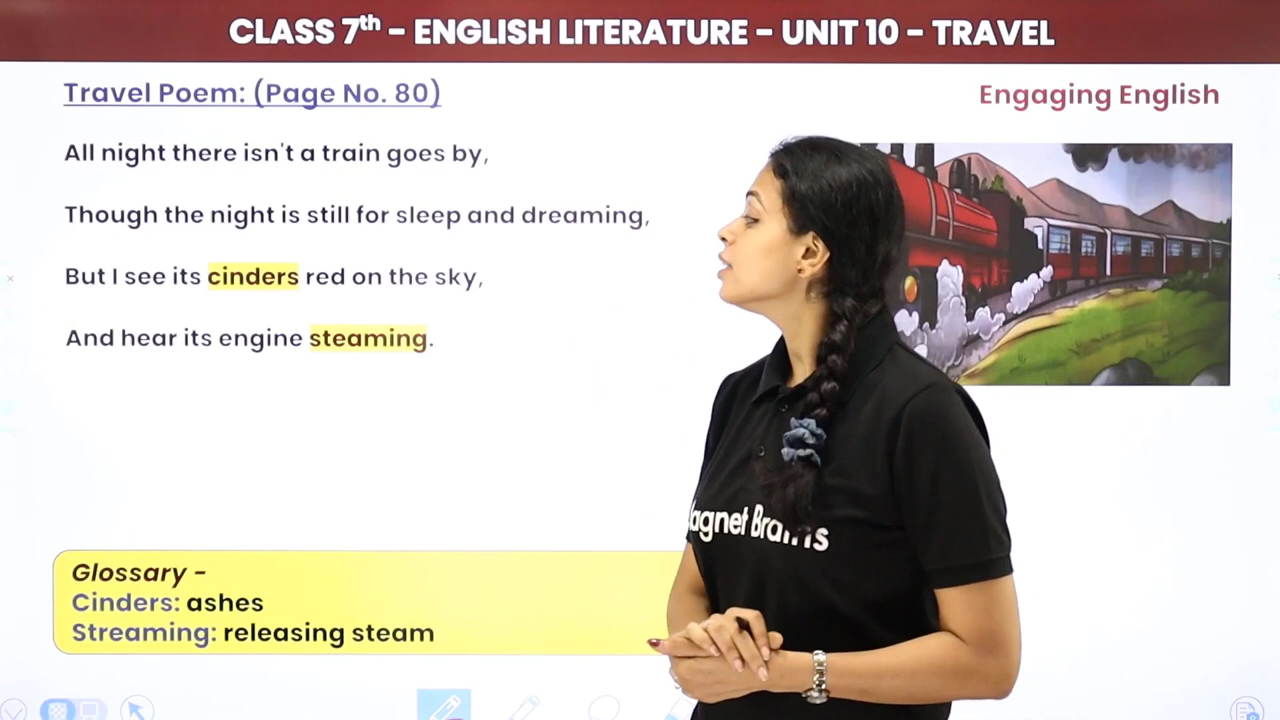 CLASS 7th - ENGLISH LITERATURE - UNIT 10 - TRAVEL
Travel Poem: (Page No. 80)
Engaging English
All night there isn't a train goes by,
Though the night is still for sleep and dreaming,
But I see its cinders red on the sky,
And hear its engine steaming.
agnet Brains
Glossary -
Cinders: ashes
Streaming: releasing steam